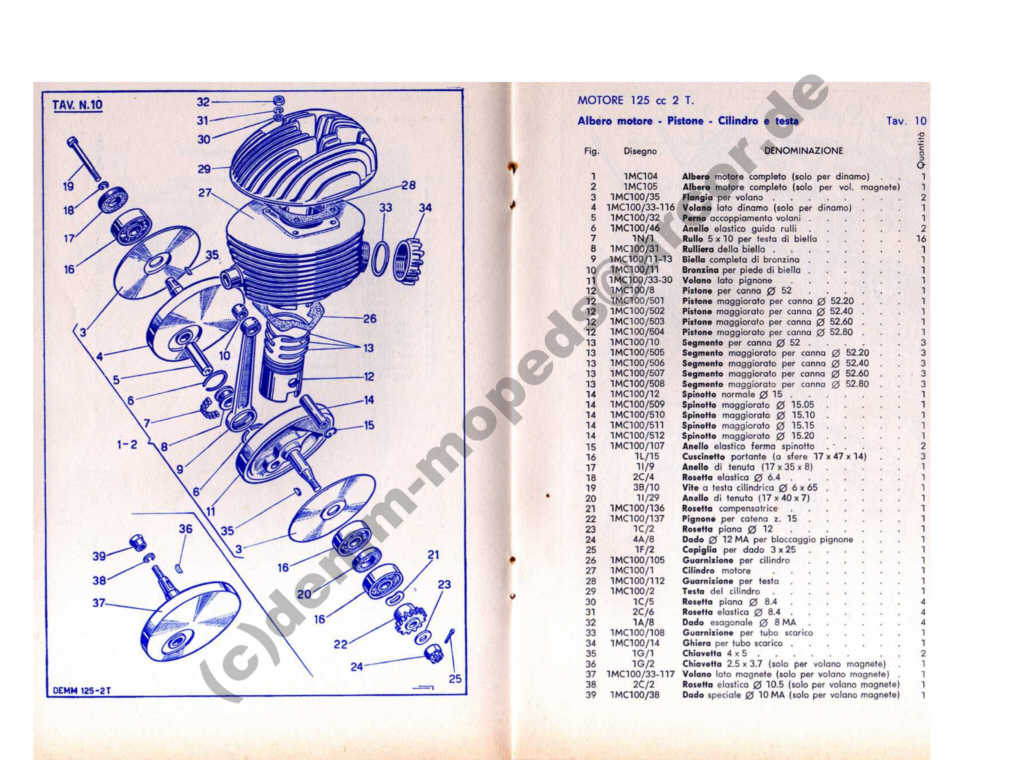 TAV. N.10
32
31
30
29
27
28
33
34
19
18
17
16
35
3
4
10
26
13
12
5
6
7
14
15
1-2
8
9
6
11
35
3
36
39
38
37
16
20
16
21
23
22
24
25
DEMM 125-2T
MOTORE 125 cc 2 T.
Albero motore - Pistone - Cilindro e testa Tav. 10
Fig. Disegno DENOMINAZIONE Quantità
1 1MC104 Albero motore completo (solo per dinamo) . . . 1
2 1MC105 Albero motore completo (solo per vol. magnete) 1
3 1MC100/35 Flangia per volano . . . . . . . . 2
4 1MC100/33-116 Volano lato dinamo (solo per dinamo) . . . . 1
5 1MC100/32 Perno accoppiamento volani . . . . . . 1
6 1MC100/46 Anello elastico guida rulli . . . . . . 2
7 1N/1 Rullo 5 x 10 per testa di biella . . . . . 16
8 1MC100/31 Rulliera della biella . . . . . . . 1
9 1MC100/11-13 Biella completa di bronzina . . . . . . 1
10 1MC100/11 Bronzina per piede di biella . . . . . . 1
11 1MC100/33-30 Volano lato pignone . . . . . . . 1
12 1MC100/8 Pistone per canna Ø 52 . . . . . . 1
12 1MC100/501 Pistone maggiorato per canna Ø 52.20 . . . 1
12 1MC100/502 Pistone maggiorato per canna Ø 52.40 . . . 1
12 1MC100/503 Pistone maggiorato per canna Ø 52.60 . . . 1
12 1MC100/504 Pistone maggiorato per canna Ø 52.80 . . . 1
13 1MC100/10 Segmento per canna Ø 52 . . . . . . 3
13 1MC100/505 Segmento maggiorato per canna Ø 52.20 . . 3
13 1MC100/506 Segmento maggiorato per canna Ø 52.40 . . 3
13 1MC100/507 Segmento maggiorato per canna Ø 52.60 . . 3
13 1MC100/508 Segmento maggiorato per canna Ø 52.80 . . 3
14 1MC100/12 Spinotto normale Ø 15 . . . . . . 1
14 1MC100/509 Spinotto maggiorato Ø 15.05 . . . . . 1
14 1MC100/510 Spinotto maggiorato Ø 15.10 . . . . . 1
14 1MC100/511 Spinotto maggiorato Ø 15.15 . . . . . 1
14 1MC100/512 Spinotto maggiorato Ø 15.20 . . . . . 1
15 1MC100/107 Anello elastico ferma spinotto . . . . . 2
16 1L/15 Cuscinetto portante (a sfere 17 x 47 x 14) . . . 3
17 1I/9 Anello di tenuta (17 x 35 x 8) . . . . . 1
18 2C/4 Rosetta elastica Ø 6.4 . . . . . . 1
19 3B/10 Vite a testa cilindrica Ø 6 x 65 . . . . 1
20 1I/29 Anello di tenuta (17 x 40 x 7) . . . . . 1
21 1MC100/136 Rosetta compensatrice . . . . . . . 1
22 1MC100/137 Pignone per catena z. 15 . . . . . . 1
23 1C/2 Rosetta piana Ø 12 . . . . . . . 1
24 4A/8 Dado Ø 12 MA per bloccaggio pignone . . . . 1
25 1F/2 Copiglia per dado 3 x 25 . . . . . . 1
26 1MC100/105 Guarnizione per cilindro . . . . . . 1
27 1MC100/1 Cilindro motore . . . . . . . . 1
28 1MC100/112 Guarnizione per testa . . . . . . . 1
29 1MC100/2 Testa del cilindro . . . . . . . . 1
30 1C/5 Rosetta piana Ø 8.4 . . . . . . . 4
31 2C/6 Rosetta elastica Ø 8.4 . . . . . . 4
32 1A/8 Dado esagonale Ø 8 MA . . . . . . 4
33 1MC100/108 Guarnizione per tubo scarico . . . . . 1
34 1MC100/14 Ghiera per tubo scarico . . . . . . 1
35 1G/1 Chiavetta 4 x 5 . . . . . . . . 2
36 1G/2 Chiavetta 2.5 x 3.7 (solo per volano magnete) . 1
37 1MC100/33-117 Volano lato magnete (solo per volano magnete) . 1
38 2C/2 Rosetta elastica Ø 10.5 (solo per volano magnete) 1
39 1MC100/38 Dado speciale Ø 10 MA (solo per volano magnete) 1